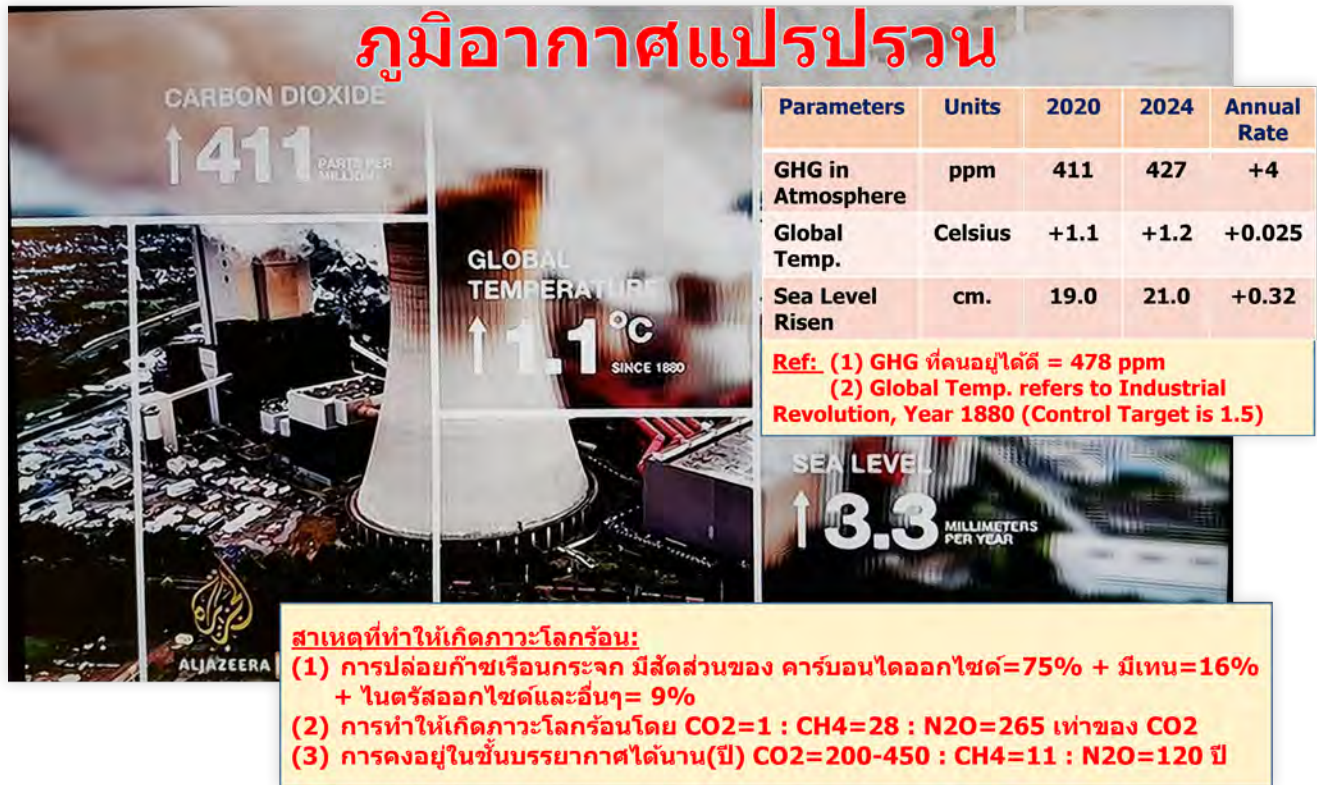 ภูมิอากาศแปรปรวน
CARBON DIOXIDE
↑411 PARTS PER
MILLION
GLOBAL
TEMPERATURE
↑1.1°C
SINCE 1880
Parameters Units 2020 2024 Annual
Rate
GHG in
Atmosphere ppm 411 427 +4
Global
Temp. Celsius +1.1 +1.2 +0.025
Sea Level
Risen cm. 19.0 21.0 +0.32
Ref: (1) GHG ที่คนอยู่ได้ดี = 478 ppm
(2) Global Temp. refers to Industrial
Revolution, Year 1880 (Control Target is 1.5)
SEA LEVEL
↑3.3 MILLIMETERS
PER YEAR
ALJAZEERA
สาเหตุที่ทำให้เกิดภาวะโลกร้อน:
(1) การปล่อยก๊าซเรือนกระจก มีสัดส่วนของ คาร์บอนไดออกไซด์=75% + มีเทน=16%
+ ไนตรัสออกไซด์และอื่นๆ= 9%
(2) การทำให้เกิดภาวะโลกร้อนโดย CO2=1 : CH4=28 : N2O=265 เท่าของ CO2
(3) การคงอยู่ในชั้นบรรยากาศได้นาน(ปี) CO2=200-450 : CH4=11 : N2O=120 ปี